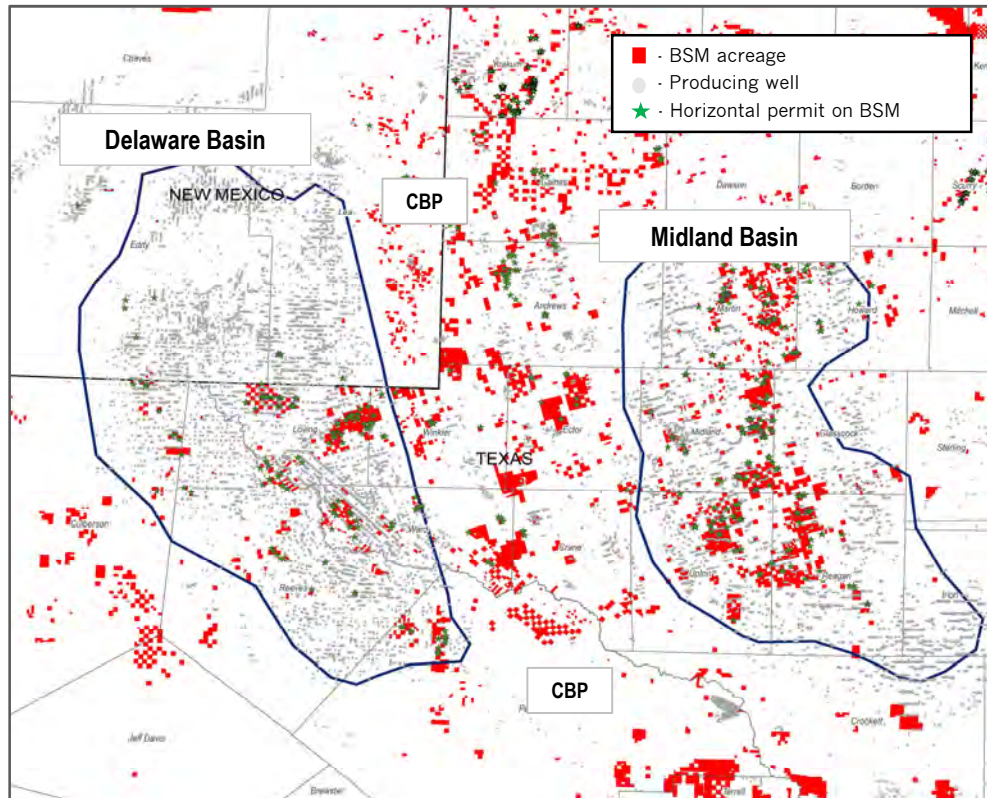 BSM acreage
· Producing well
· Horizontal permit on BSM
Chaves
Yoakum
Delaware Basin
NEW MEXICO
CBP
Lea
Gaines
Dawson
Borden
Scurry
Midland Basin
Eddy
Andrews
Martin
Howard
Mitchell
Loving
Winkler
Ector
Midland
Glasscock
Sterling
TEXAS
Culberson
Ward
Crane
Upton
Reagan
Reeves
Irion
CBP
Crockett
Jeff Davis
Brewster
Terrell